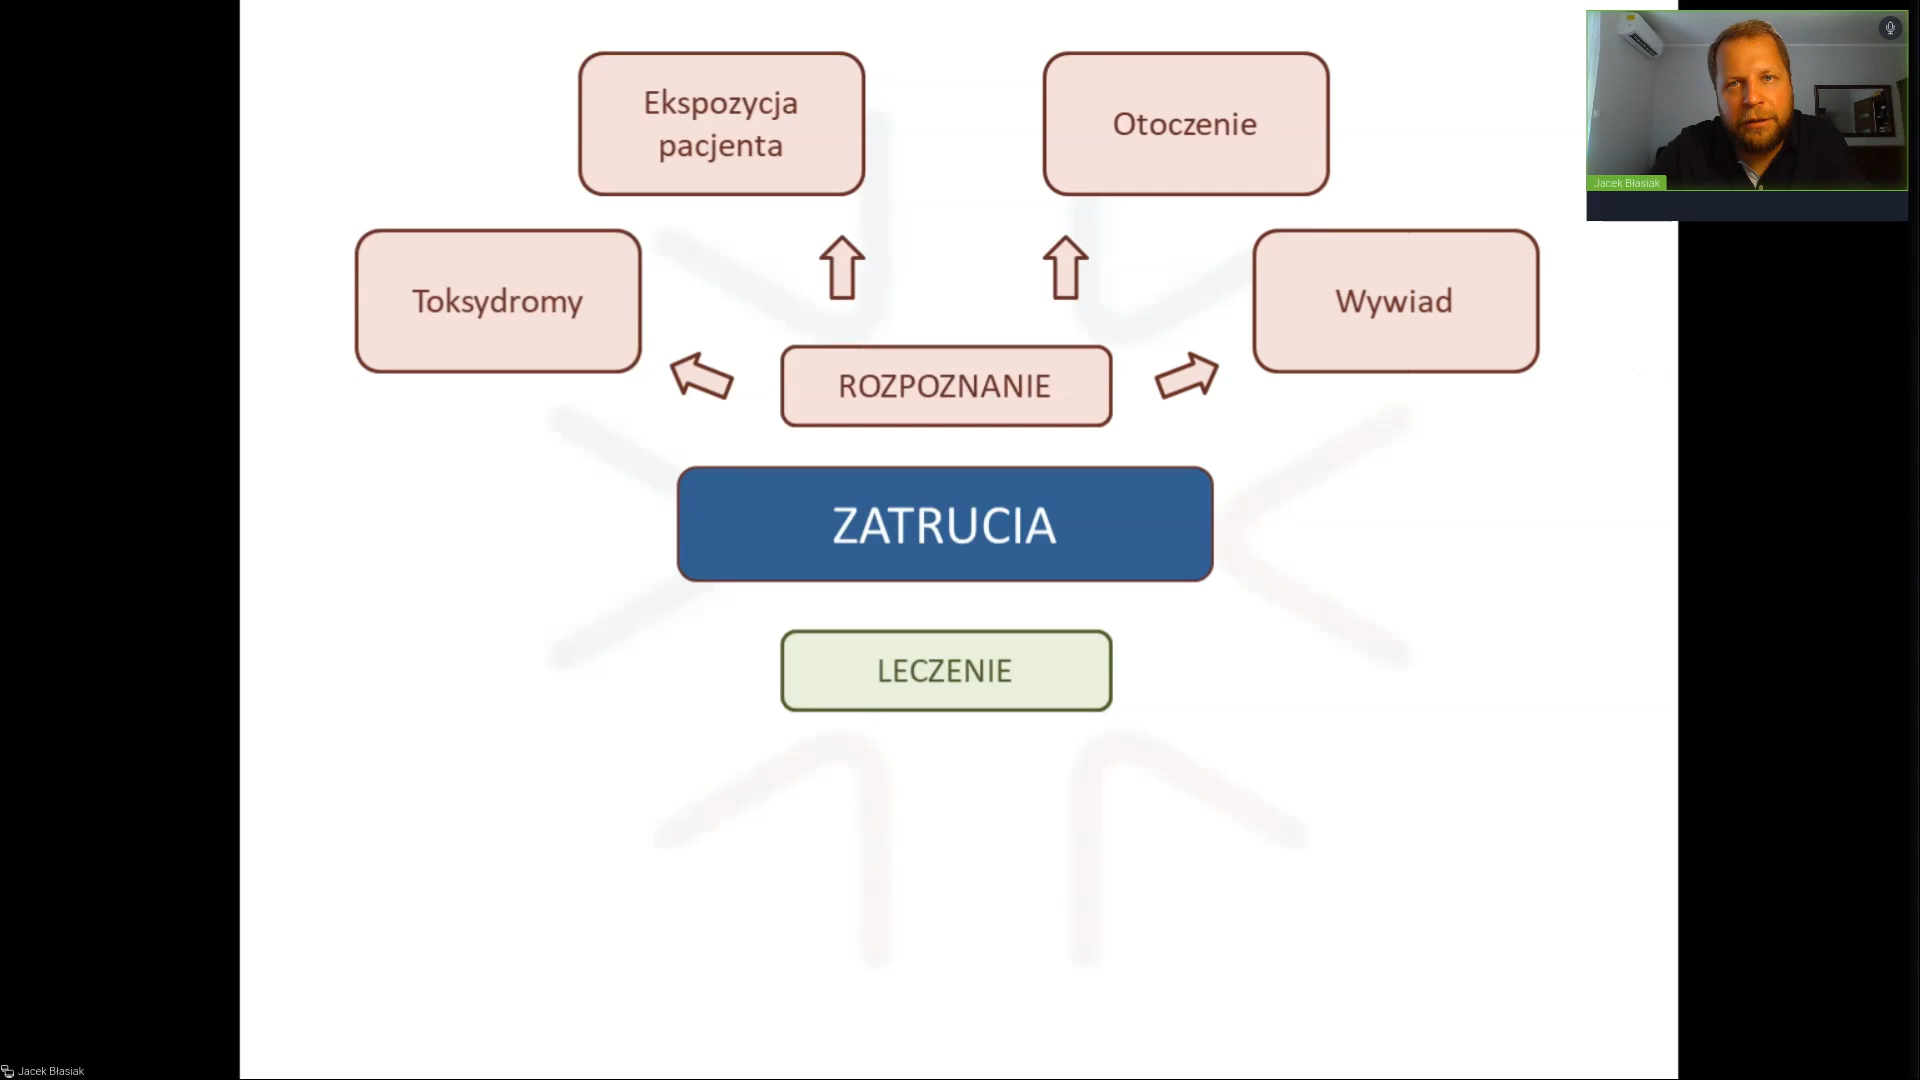 Ekspozycja
pacjenta
Otoczenie
Toksydromy
Wywiad
ROZPOZNANIE
ZATRUCIA
LECZENIE
Jacek Błasiak
Jacek Błasiak